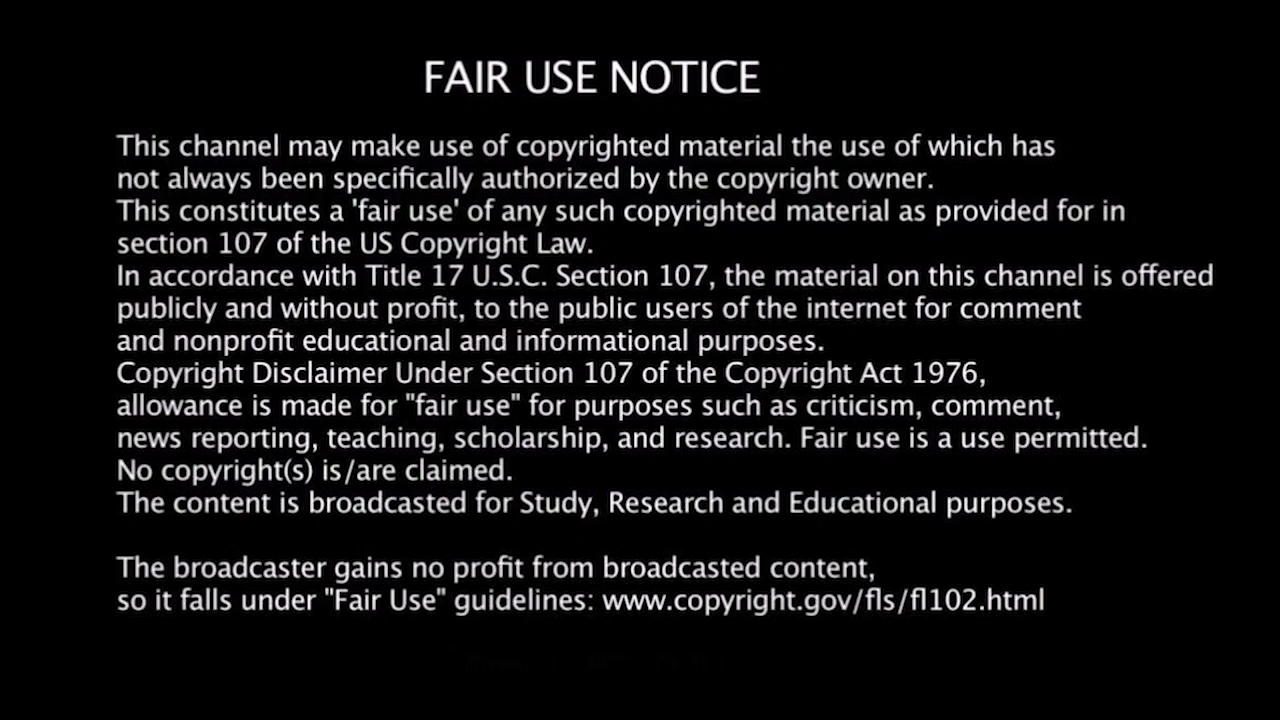 FAIR USE NOTICE
This channel may make use of copyrighted material the use of which has
not always been specifically authorized by the copyright owner.
This constitutes a 'fair use' of any such copyrighted material as provided for in
section 107 of the US Copyright Law.
In accordance with Title 17 U.S.C. Section 107, the material on this channel is offered
publicly and without profit, to the public users of the internet for comment
and nonprofit educational and informational purposes.
Copyright Disclaimer Under Section 107 of the Copyright Act 1976,
allowance is made for "fair use" for purposes such as criticism, comment,
news reporting, teaching, scholarship, and research. Fair use is a use permitted.
No copyright(s) is/are claimed.
The content is broadcasted for Study, Research and Educational purposes.
The broadcaster gains no profit from broadcasted content,
so it falls under "Fair Use" guidelines: www.copyright.gov/fls/fl102.html